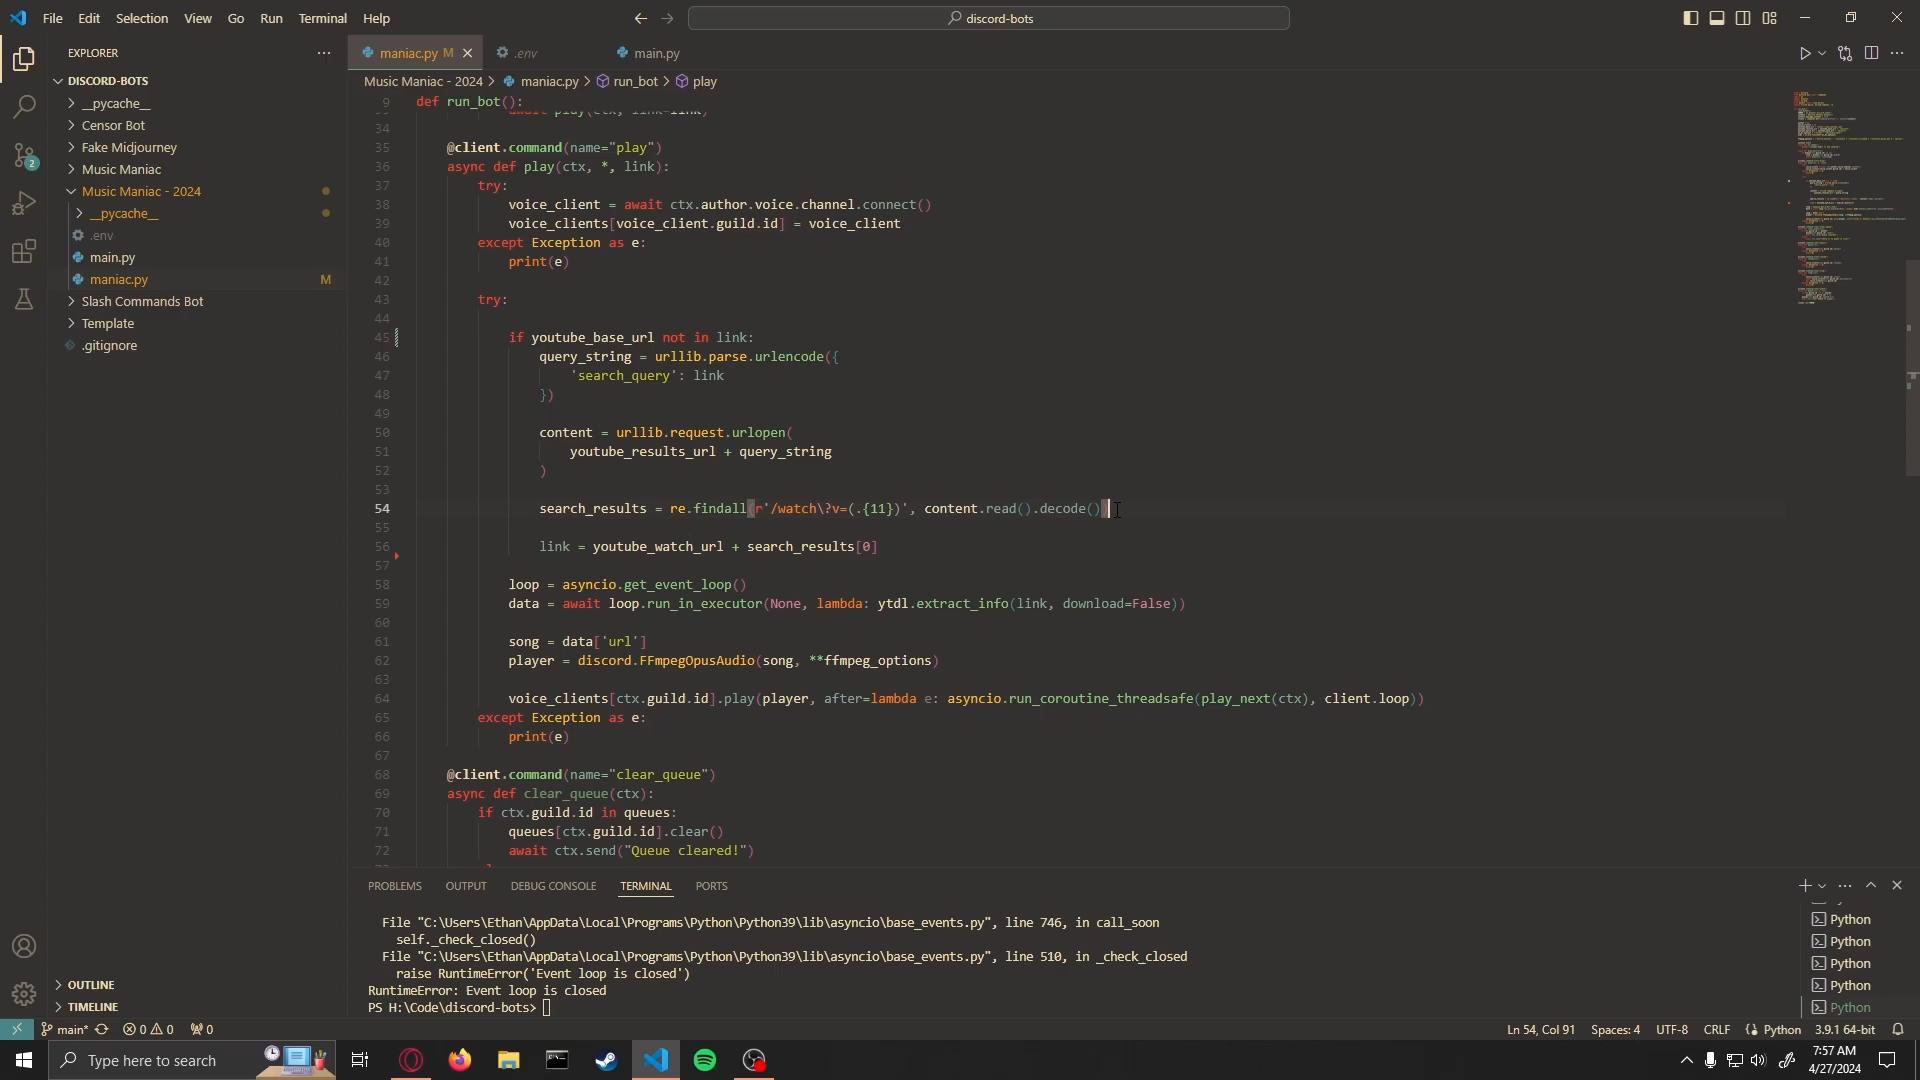 File Edit Selection View Go Run Terminal Help
discord-bots
EXPLORER
DISCORD-BOTS
__pycache__
Censor Bot
Fake Midjourney
Music Maniac
Music Maniac - 2024
__pycache__
.env
main.py
maniac.py M
Slash Commands Bot
Template
.gitignore
OUTLINE
TIMELINE
2
maniac.py M
.env
main.py
Music Maniac - 2024 > maniac.py > run_bot > play
9 def run_bot():
34
35 @client.command(name="play")
36 async def play(ctx, *, link):
37 try:
38 voice_client = await ctx.author.voice.channel.connect()
39 voice_clients[voice_client.guild.id] = voice_client
40 except Exception as e:
41 print(e)
42
43 try:
44
45 if youtube_base_url not in link:
46 query_string = urllib.parse.urlencode({
47 'search_query': link
48 })
49
50 content = urllib.request.urlopen(
51 youtube_results_url + query_string
52 )
53
54 search_results = re.findall(r'/watch\?v=(.{11})', content.read().decode())
56 link = youtube_watch_url + search_results[0]
57
58 loop = asyncio.get_event_loop()
59 data = await loop.run_in_executor(None, lambda: ytdl.extract_info(link, download=False))
60
61 song = data['url']
62 player = discord.FFmpegOpusAudio(song, **ffmpeg_options)
63
64 voice_clients[ctx.guild.id].play(player, after=lambda e: asyncio.run_coroutine_threadsafe(play_next(ctx), client.loop))
65 except Exception as e:
66 print(e)
67
68 @client.command(name="clear_queue")
69 async def clear_queue(ctx):
70 if ctx.guild.id in queues:
71 queues[ctx.guild.id].clear()
72 await ctx.send("Queue cleared!")
PROBLEMS OUTPUT DEBUG CONSOLE TERMINAL PORTS
File "C:\Users\Ethan\AppData\Local\Programs\Python\Python39\lib\asyncio\base_events.py", line 746, in call_soon
self._check_closed()
File "C:\Users\Ethan\AppData\Local\Programs\Python\Python39\lib\asyncio\base_events.py", line 510, in _check_closed
raise RuntimeError('Event loop is closed')
RuntimeError: Event loop is closed
PS H:\Code\discord-bots>
Python
Python
Python
Python
Python
main* 0 0 0
Ln 54, Col 91 Spaces: 4 UTF-8 CRLF Python 3.9.1 64-bit
Type here to search
7:57 AM
4/27/2024